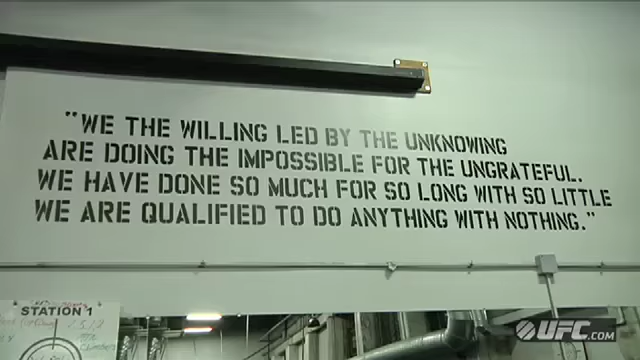 "WE THE WILLING LED BY THE UNKNOWING
ARE DOING THE IMPOSSIBLE FOR THE UNGRATEFUL.
WE HAVE DONE SO MUCH FOR SO LONG WITH SO LITTLE
WE ARE QUALIFIED TO DO ANYTHING WITH NOTHING."
STATION 1
UFC.COM